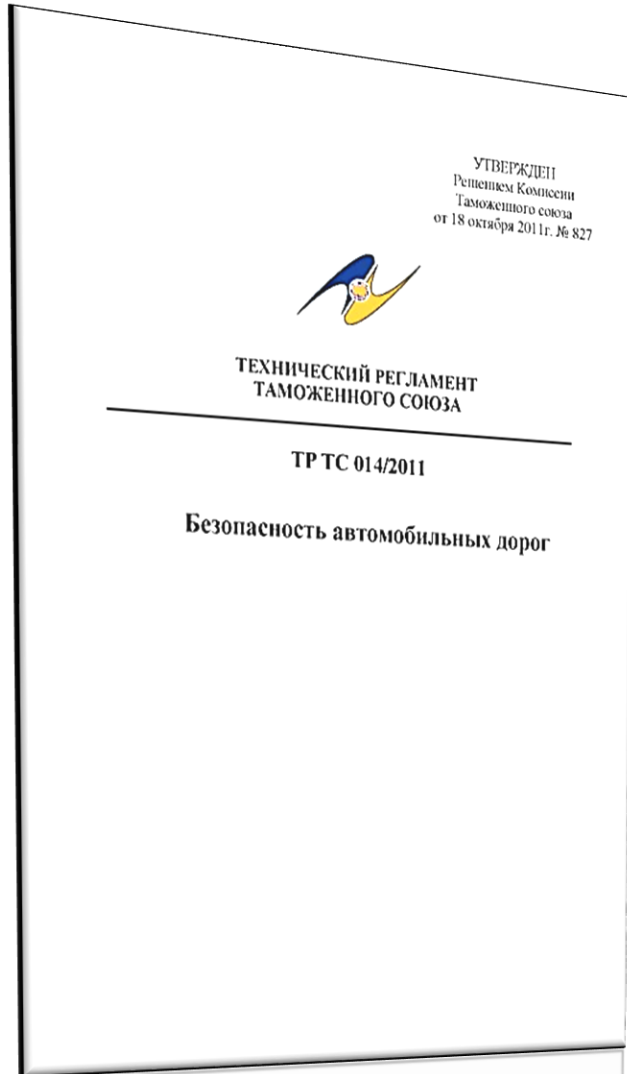 УТВЕРЖДЕН
Решением Комиссии
Таможенного союза
от 18 октября 2011г. № 827
ТЕХНИЧЕСКИЙ РЕГЛАМЕНТ
ТАМОЖЕННОГО СОЮЗА
ТР ТС 014/2011
Безопасность автомобильных дорог